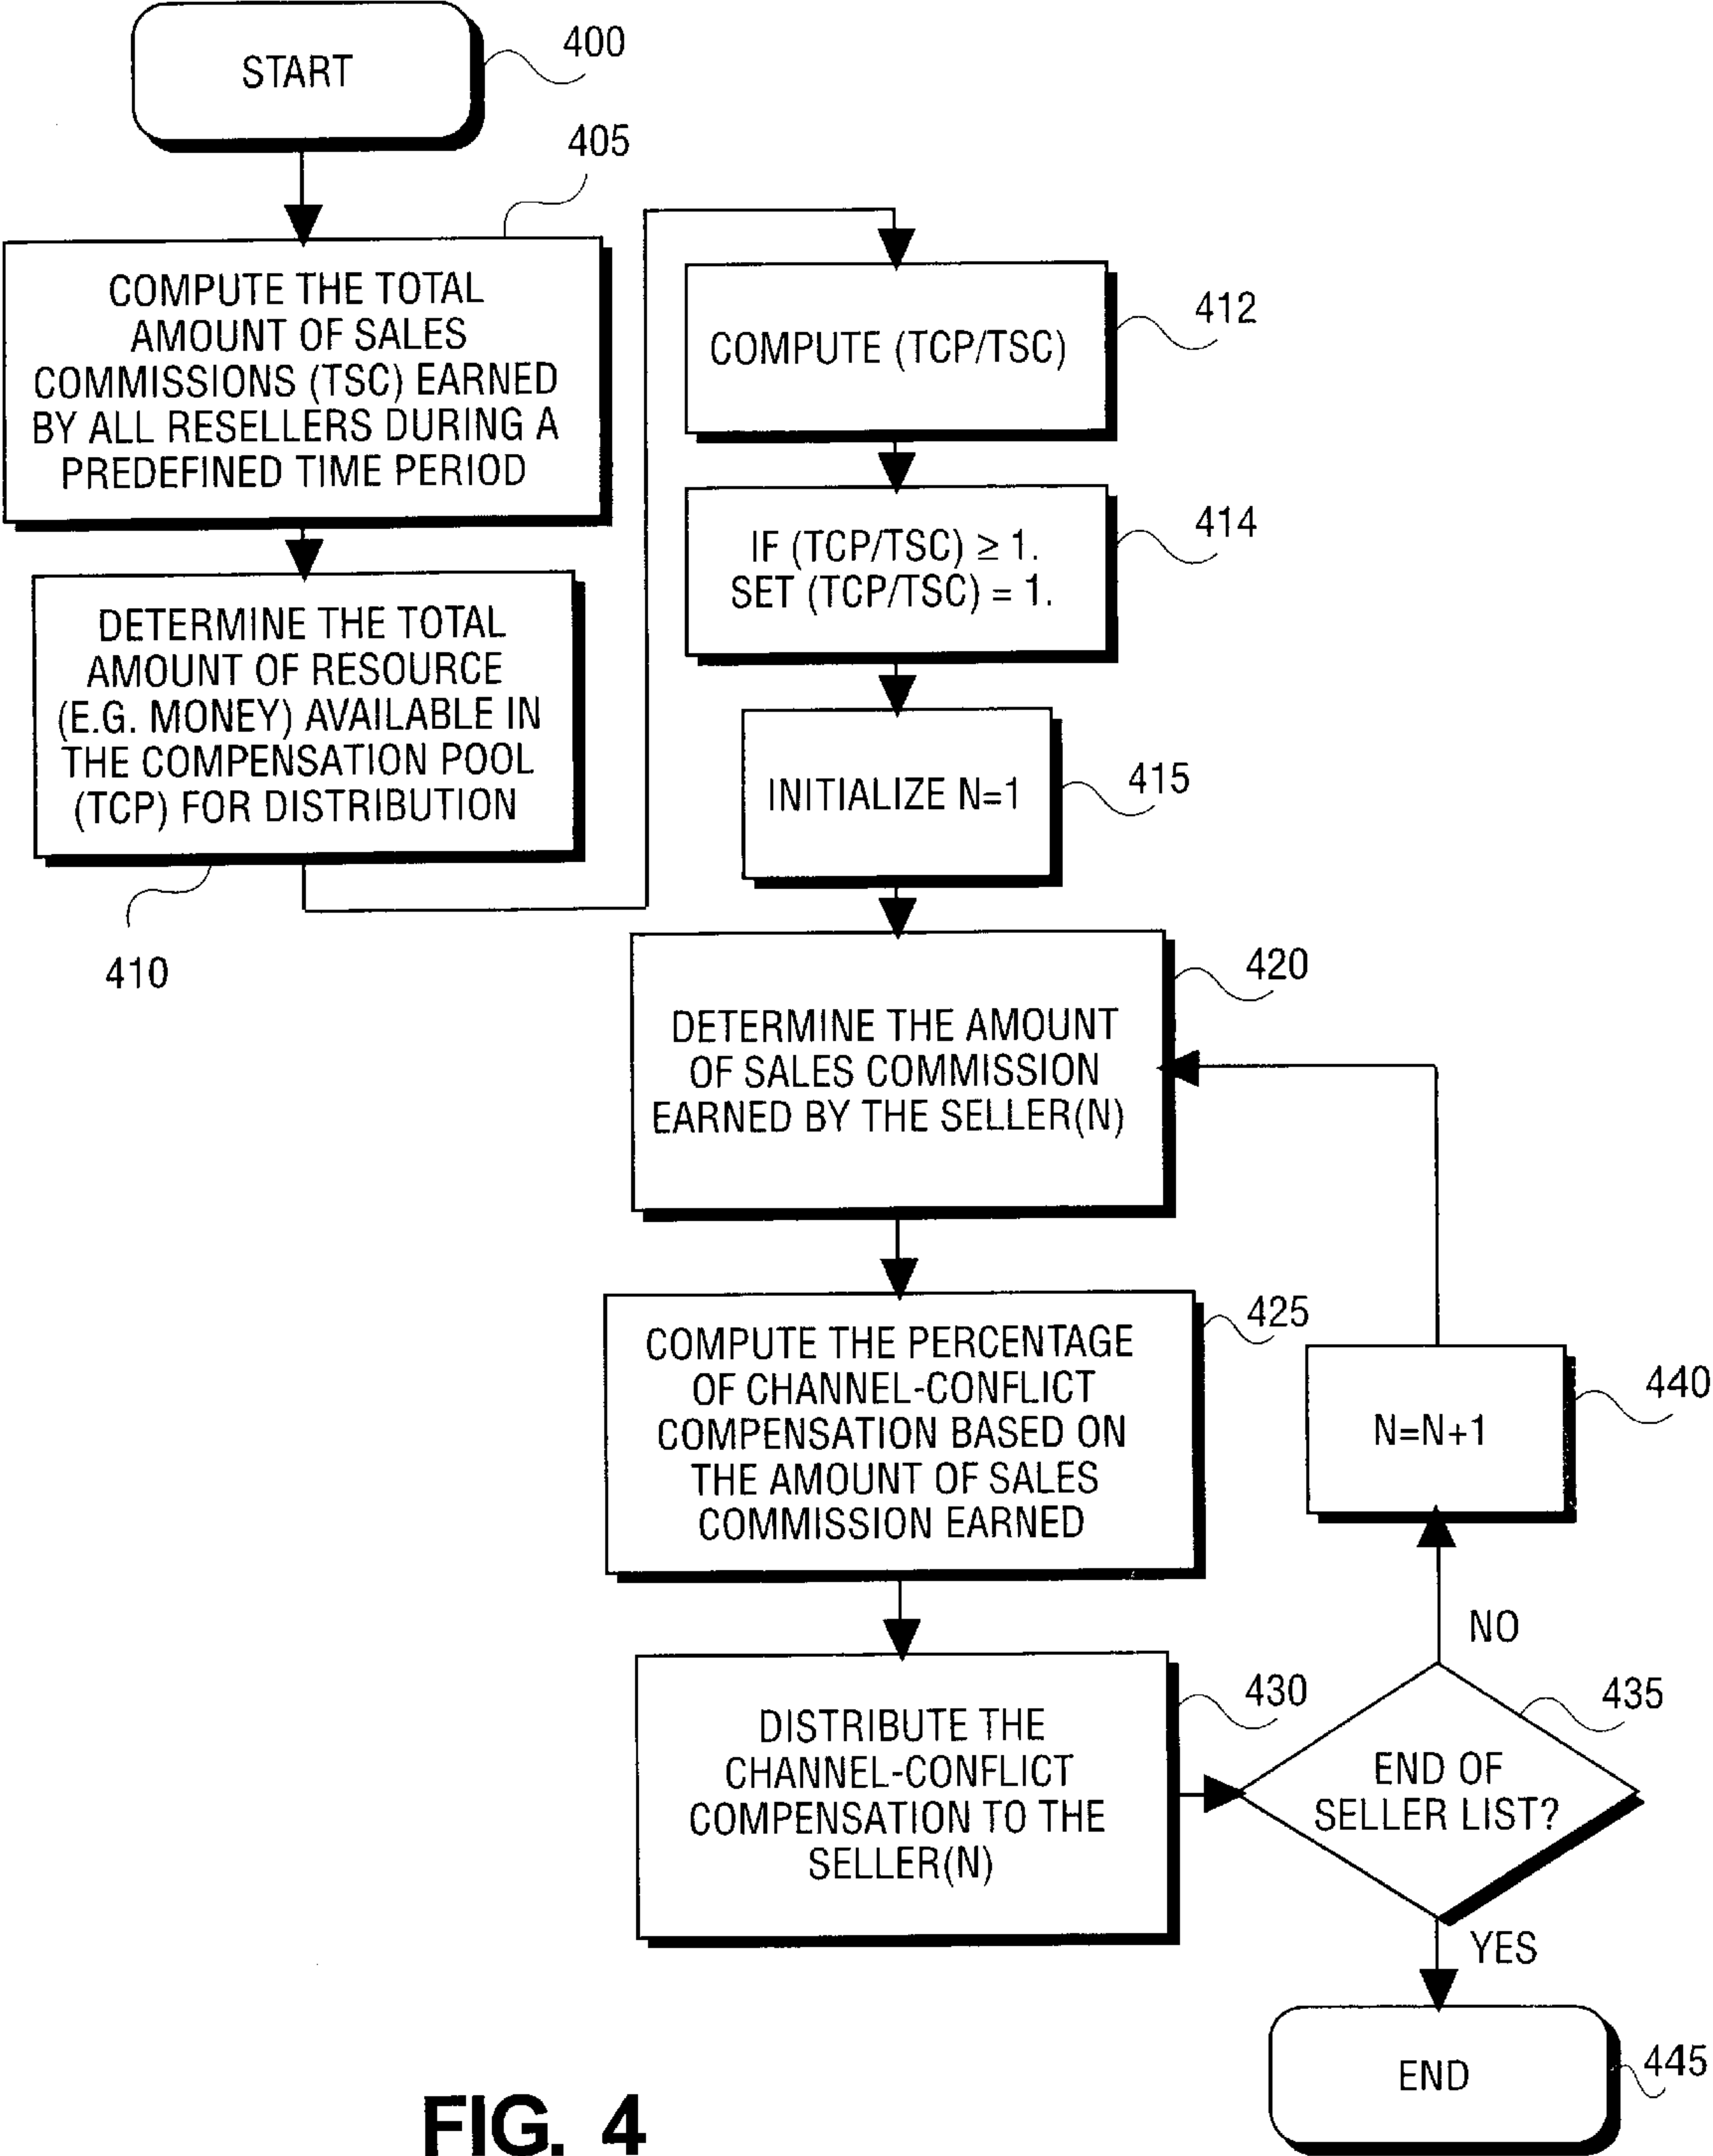 START
400
405
COMPUTE THE TOTAL
AMOUNT OF SALES
COMMISSIONS (TSC) EARNED
BY ALL RESELLERS DURING A
PREDEFINED TIME PERIOD
DETERMINE THE TOTAL
AMOUNT OF RESOURCE
(E.G. MONEY) AVAILABLE IN
THE COMPENSATION POOL
(TCP) FOR DISTRIBUTION
410
COMPUTE (TCP/TSC)
412
IF (TCP/TSC) ≥ 1.
SET (TCP/TSC) = 1.
414
INITIALIZE N=1
415
DETERMINE THE AMOUNT
OF SALES COMMISSION
EARNED BY THE SELLER(N)
420
COMPUTE THE PERCENTAGE
OF CHANNEL-CONFLICT
COMPENSATION BASED ON
THE AMOUNT OF SALES
COMMISSION EARNED
425
DISTRIBUTE THE
CHANNEL-CONFLICT
COMPENSATION TO THE
SELLER(N)
430
END OF
SELLER LIST?
435
NO
N=N+1
440
YES
END
445
FIG. 4